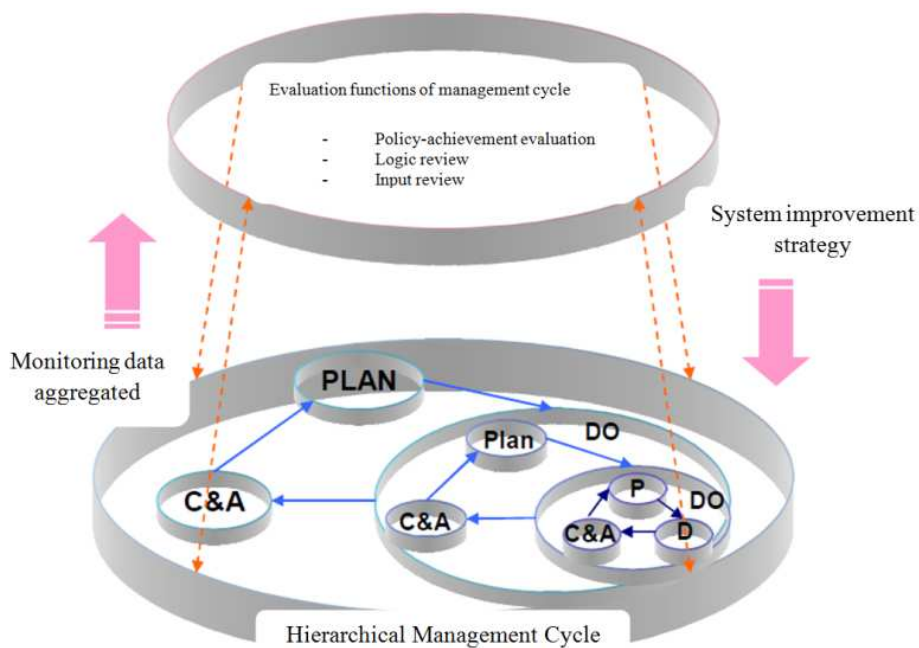 Evaluation functions of management cycle
- Policy-achievement evaluation
- Logic review
- Input review
System improvement
strategy
Monitoring data
aggregated
PLAN
DO
Plan
C&A
P
DO
C&A
C&A
D
Hierarchical Management Cycle